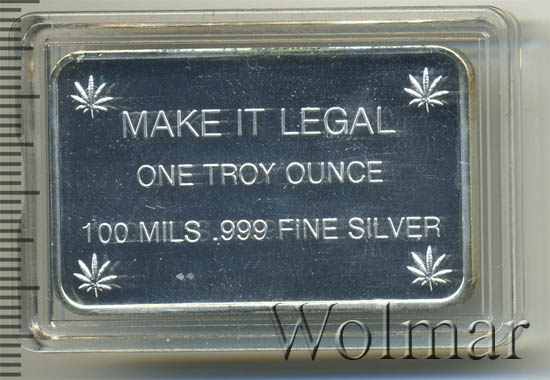 MAKE IT LEGAL
ONE TROY OUNCE
100 MILS .999 FINE SILVER
Wolmar